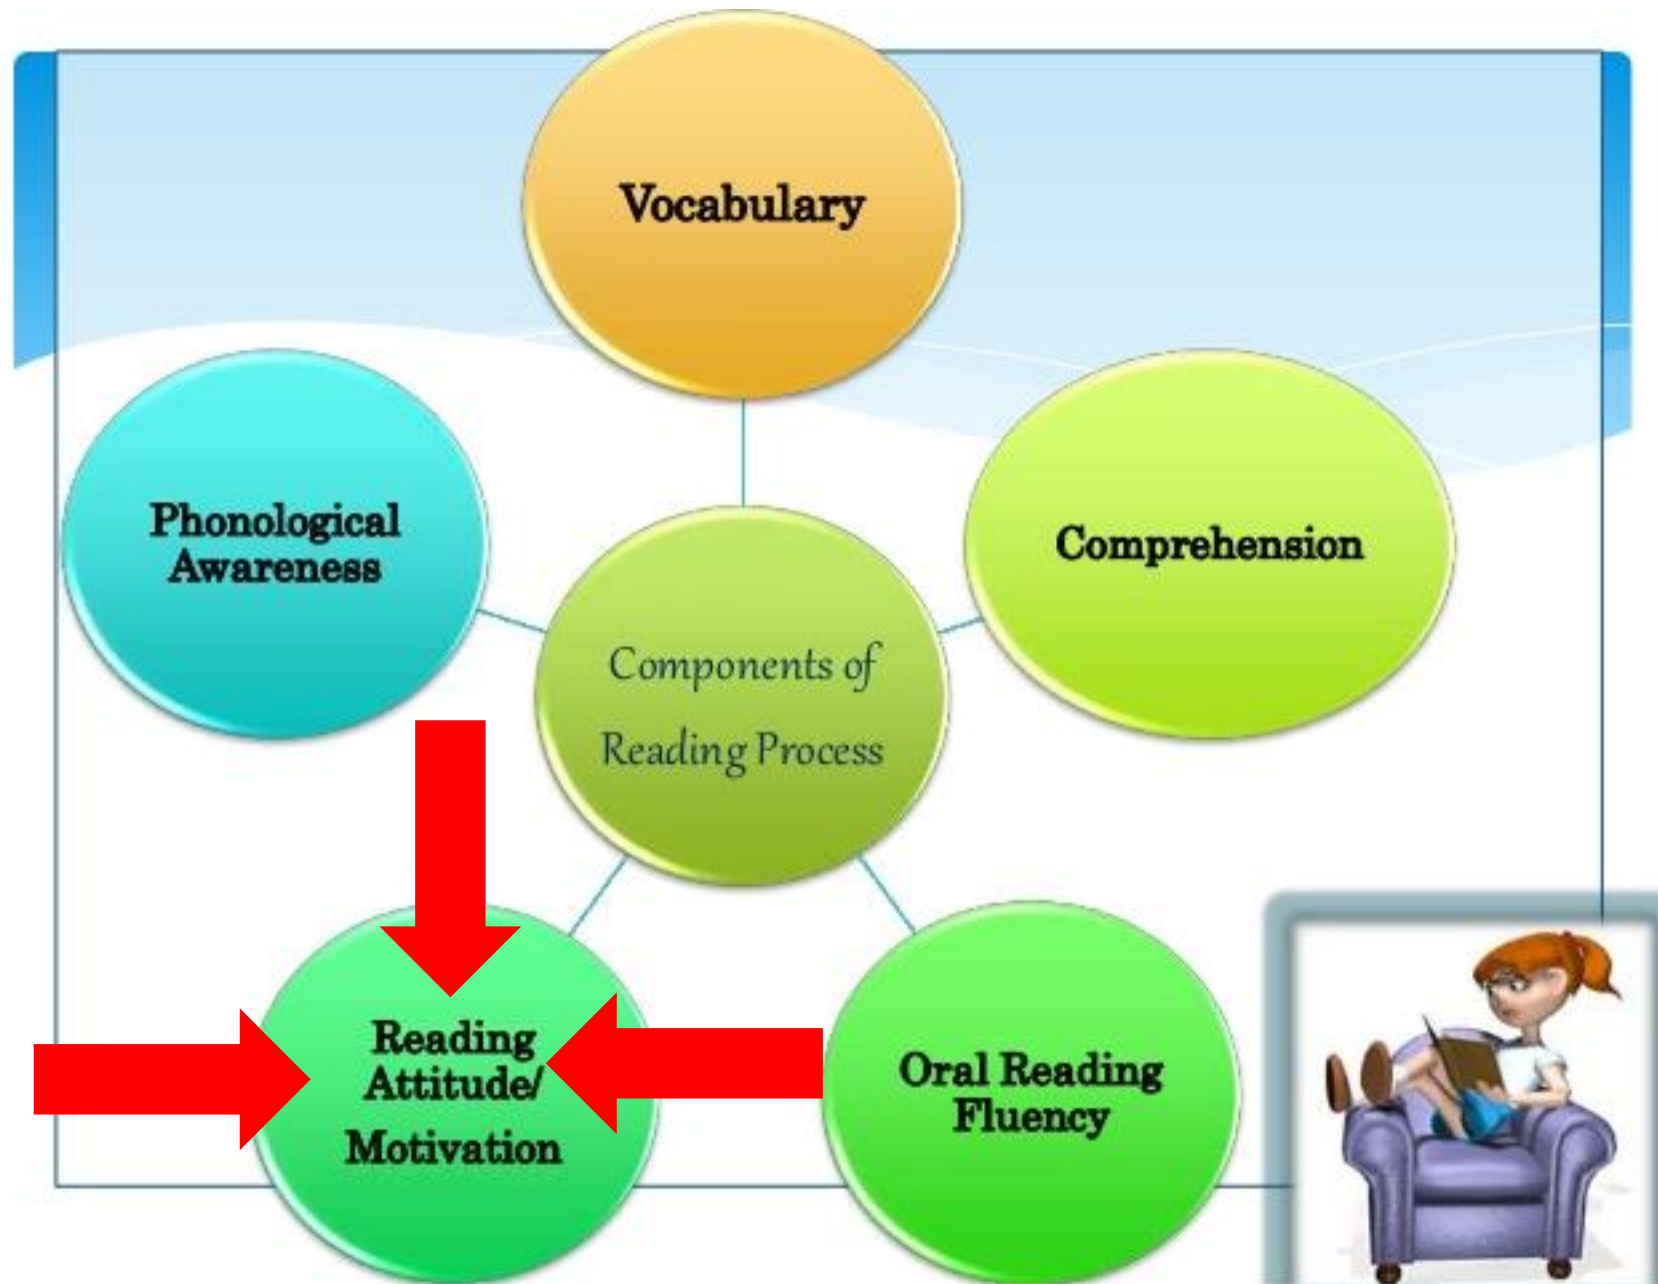 Vocabulary
Phonological
Awareness
Comprehension
Components of
Reading Process
Reading
Attitude/
Motivation
Oral Reading
Fluency